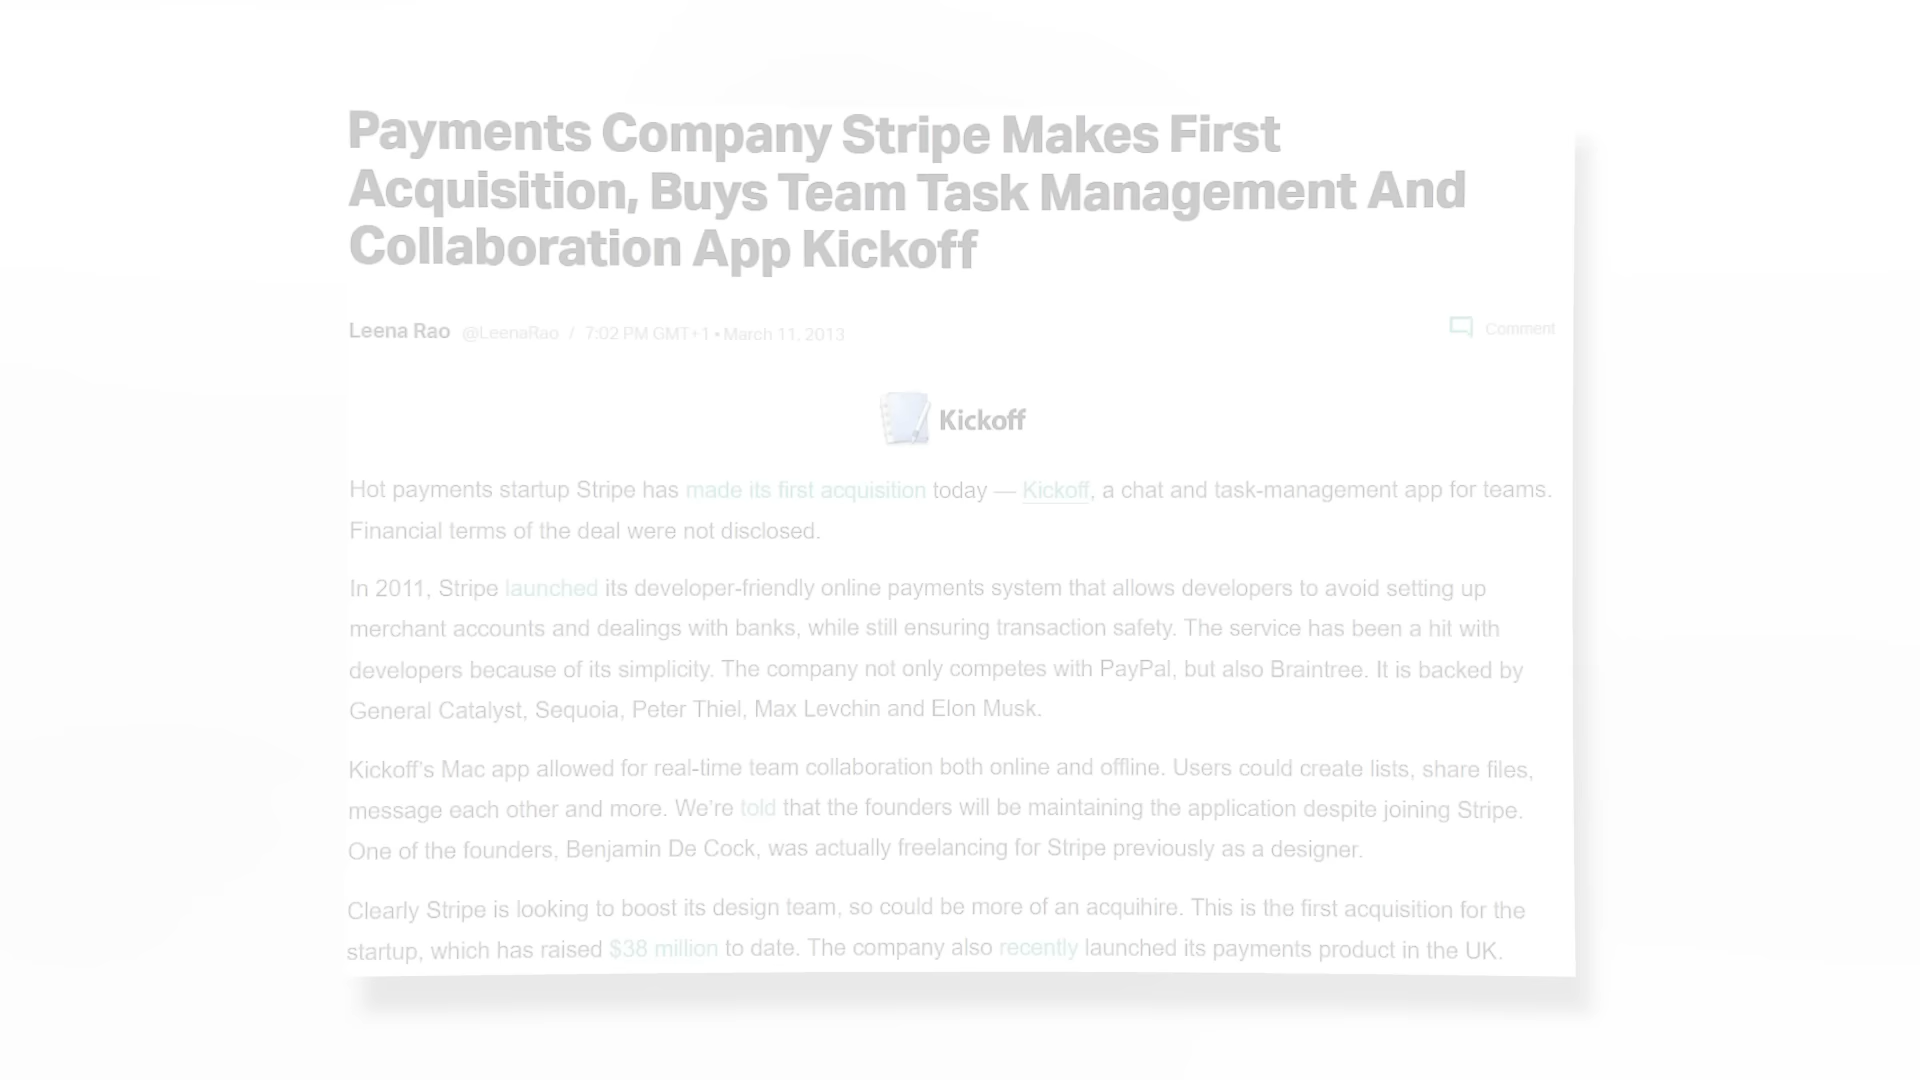 Payments Company Stripe Makes First
Acquisition, Buys Team Task Management And
Collaboration App Kickoff
Leena Rao @LeenaRao / 7:02 PM GMT+1 • March 11, 2013
Comment
Kickoff
Hot payments startup Stripe has made its first acquisition today — Kickoff, a chat and task-management app for teams.
Financial terms of the deal were not disclosed.
In 2011, Stripe launched its developer-friendly online payments system that allows developers to avoid setting up
merchant accounts and dealings with banks, while still ensuring transaction safety. The service has been a hit with
developers because of its simplicity. The company not only competes with PayPal, but also Braintree. It is backed by
General Catalyst, Sequoia, Peter Thiel, Max Levchin and Elon Musk.
Kickoff's Mac app allowed for real-time team collaboration both online and offline. Users could create lists, share files,
message each other and more. We're told that the founders will be maintaining the application despite joining Stripe.
One of the founders, Benjamin De Cock, was actually freelancing for Stripe previously as a designer.
Clearly Stripe is looking to boost its design team, so could be more of an acquihire. This is the first acquisition for the
startup, which has raised $38 million to date. The company also recently launched its payments product in the UK.